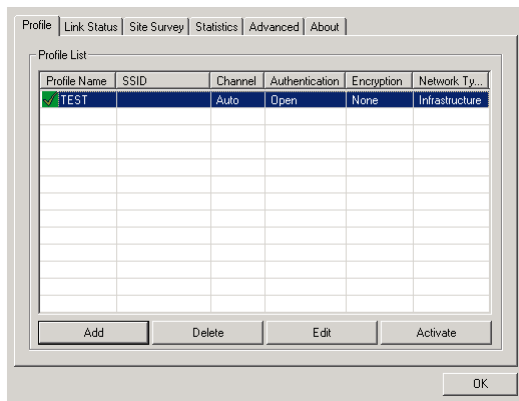 Profile Link Status Site Survey Statistics Advanced About
Profile List
Profile Name SSID Channel Authentication Encryption Network Ty...
TEST Auto Open None Infrastructure
Add Delete Edit Activate
OK